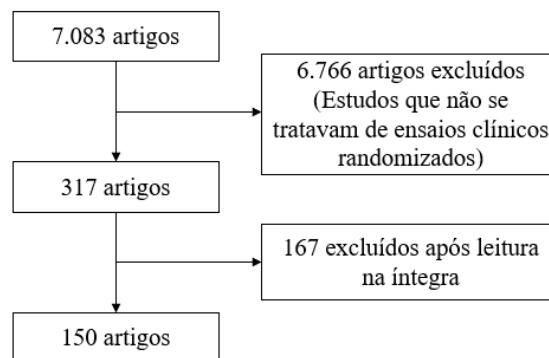 7.083 artigos
6.766 artigos excluídos
(Estudos que não se
tratavam de ensaios clínicos
randomizados)
317 artigos
167 excluídos após leitura
na íntegra
150 artigos